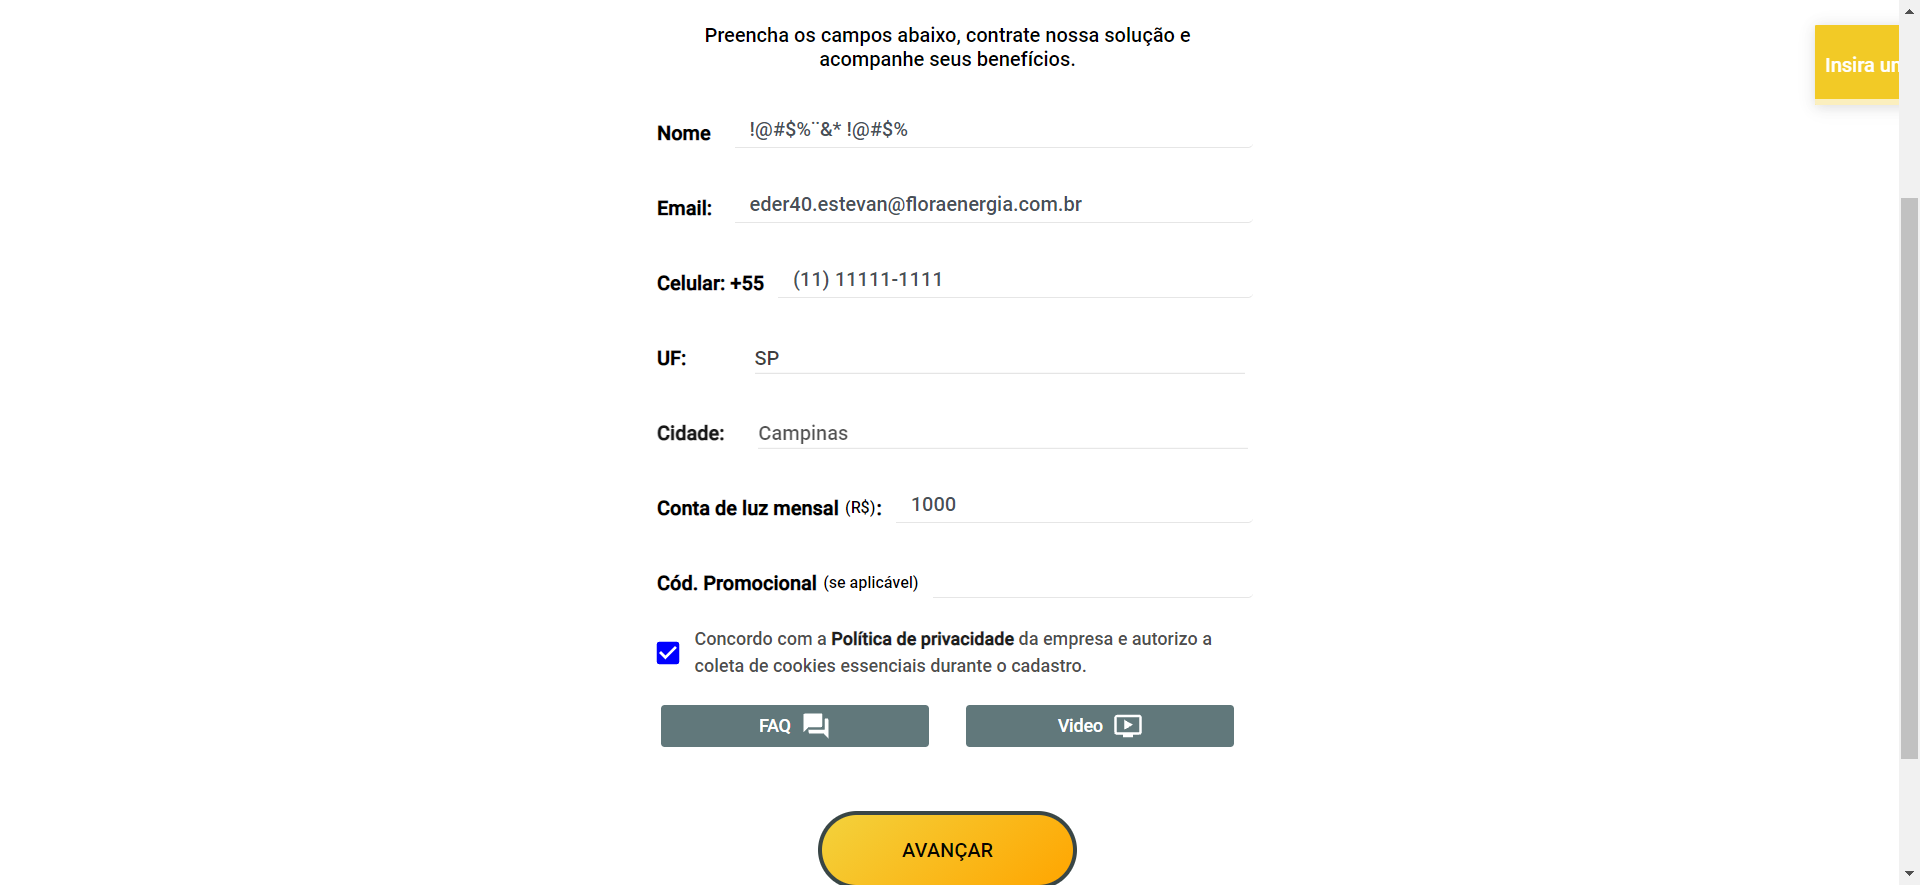 Preencha os campos abaixo, contrate nossa solução e
acompanhe seus benefícios.
Insira
Nome !@#$%¨&* !@#$%
Email: eder40.estevan@floraenergia.com.br
Celular: +55 (11) 11111-1111
UF: SP
Cidade: Campinas
Conta de luz mensal (R$): 1000
Cód. Promocional (se aplicável)
Concordo com a Política de privacidade da empresa e autorizo a
coleta de cookies essenciais durante o cadastro.
FAQ Video
AVANÇAR